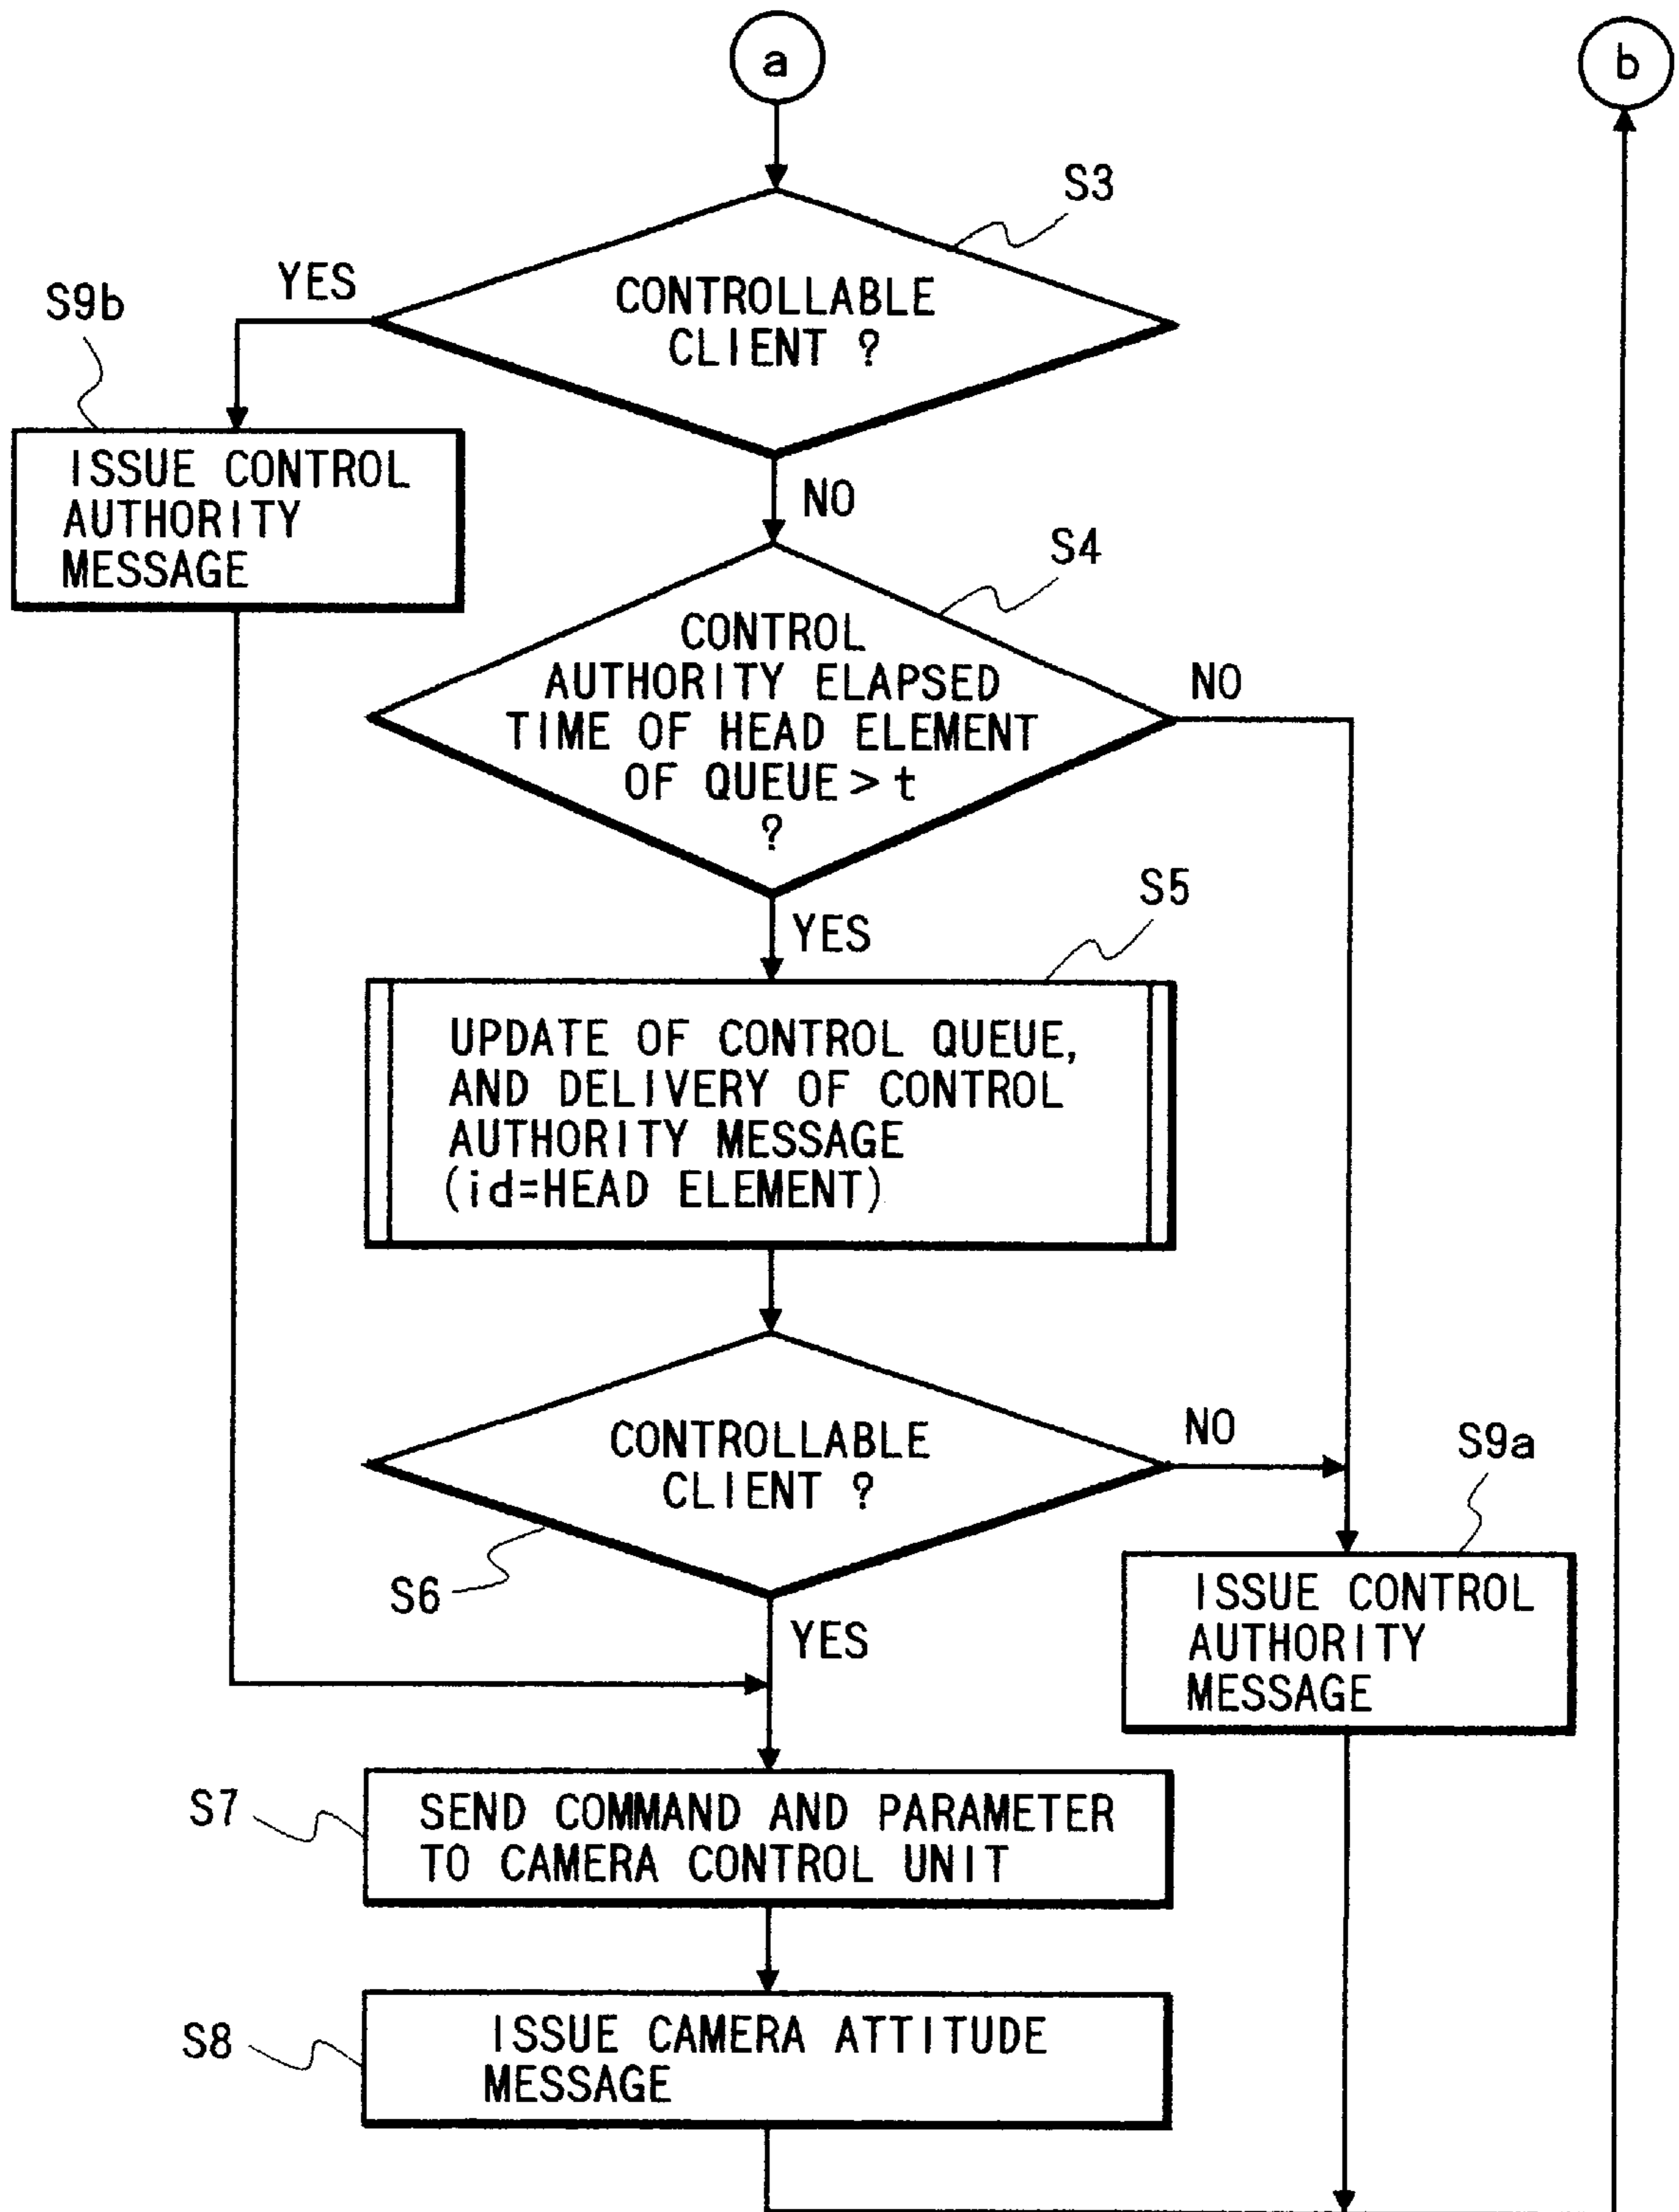 a
b
S3
YES
CONTROLLABLE
CLIENT ?
S9b
ISSUE CONTROL
AUTHORITY
MESSAGE
NO
S4
CONTROL
AUTHORITY ELAPSED
TIME OF HEAD ELEMENT
OF QUEUE > t
?
NO
YES
S5
UPDATE OF CONTROL QUEUE,
AND DELIVERY OF CONTROL
AUTHORITY MESSAGE
(id=HEAD ELEMENT)
CONTROLLABLE
CLIENT ?
NO
S6
YES
S9a
ISSUE CONTROL
AUTHORITY
MESSAGE
S7
SEND COMMAND AND PARAMETER
TO CAMERA CONTROL UNIT
S8
ISSUE CAMERA ATTITUDE
MESSAGE